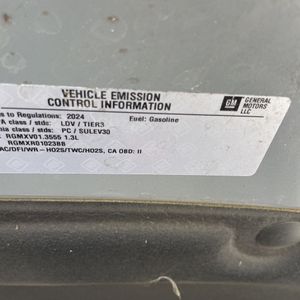 VEHICLE EMISSION
CONTROL INFORMATION
GM GENERAL MOTORS LLC
s to Regulations: 2024 Fuel: Gasoline
A class / stds: LDV / TIER3
nia class / stds: PC / SULEV30
: RGMXV01.3555 1.3L
RGMXR0102388
AC/DFI/WR-HO2S/TWC/HO2S, CA OBD: II